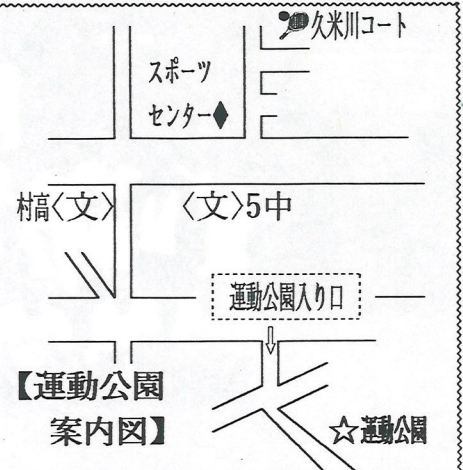 久米川コート
スポーツ
センター♦
村高〈文〉
〈文〉5中
運動公園入り口
【運動公園
案内図】
☆運動公園